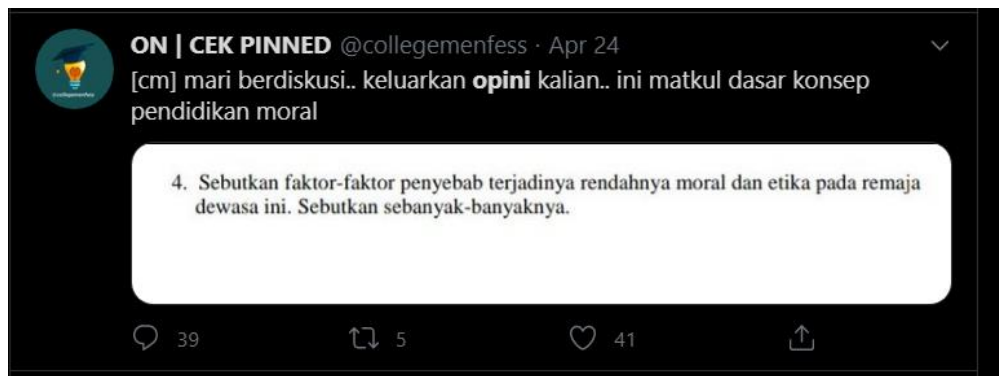 ON | CEK PINNED @collegemenfess · Apr 24
[cm] mari berdiskusi.. keluarkan opini kalian.. ini matkul dasar konsep
pendidikan moral
4. Sebutkan faktor-faktor penyebab terjadinya rendahnya moral dan etika pada remaja
dewasa ini. Sebutkan sebanyak-banyaknya.
39 5 41